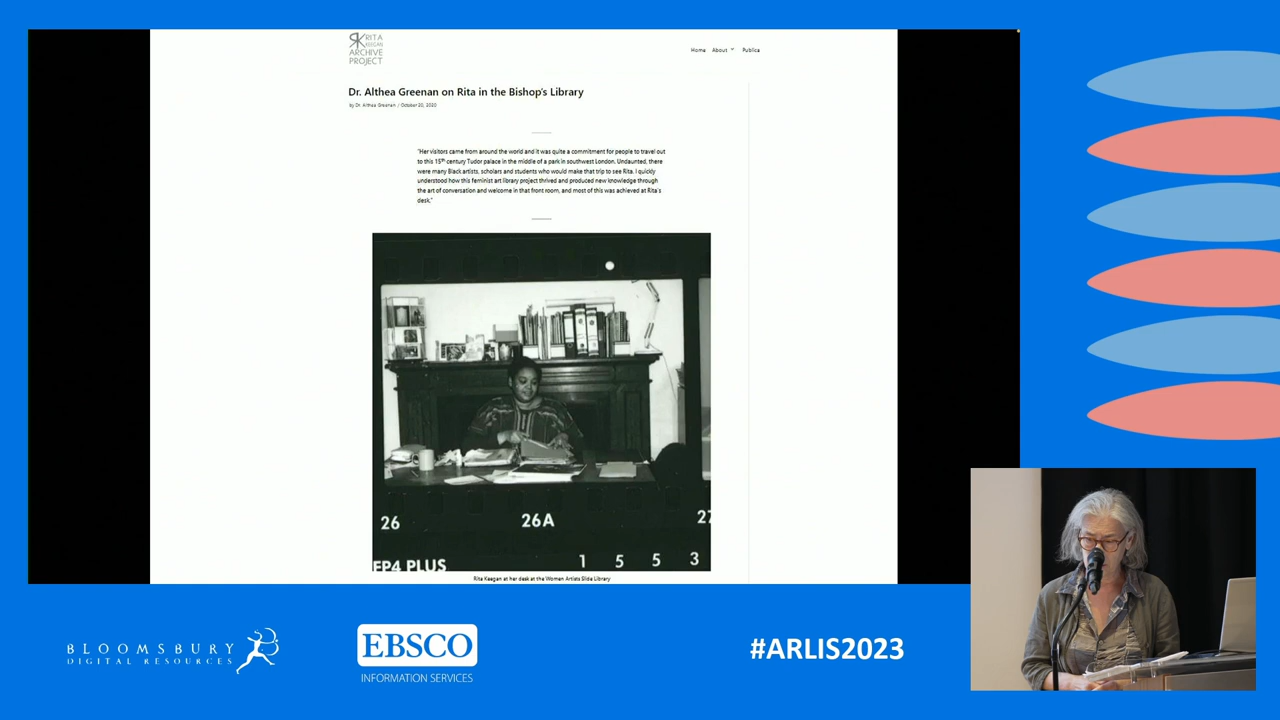 RITA
KEEGAN
ARCHIVE
PROJECT
Home About Publica
Dr. Althea Greenan on Rita in the Bishop's Library
by Dr. Althea Greenan / October 20, 2020
"Her visitors came from around the world and it was quite a commitment for people to travel out
to this 15th century Tudor palace in the middle of a park in southwest London. Undaunted, there
were many Black artists, scholars and students who would make that trip to see Rita. I quickly
understood how this feminist art library project thrived and produced new knowledge through
the art of conversation and welcome in that front room, and most of this was achieved at Rita's
desk."
26 26A 27
FP4 PLUS 1 5 5 3
Rita Keegan at her desk at the Women Artists Slide Library
BLOOMSBURY
DIGITAL RESOURCES
EBSCO
INFORMATION SERVICES
#ARLIS2023